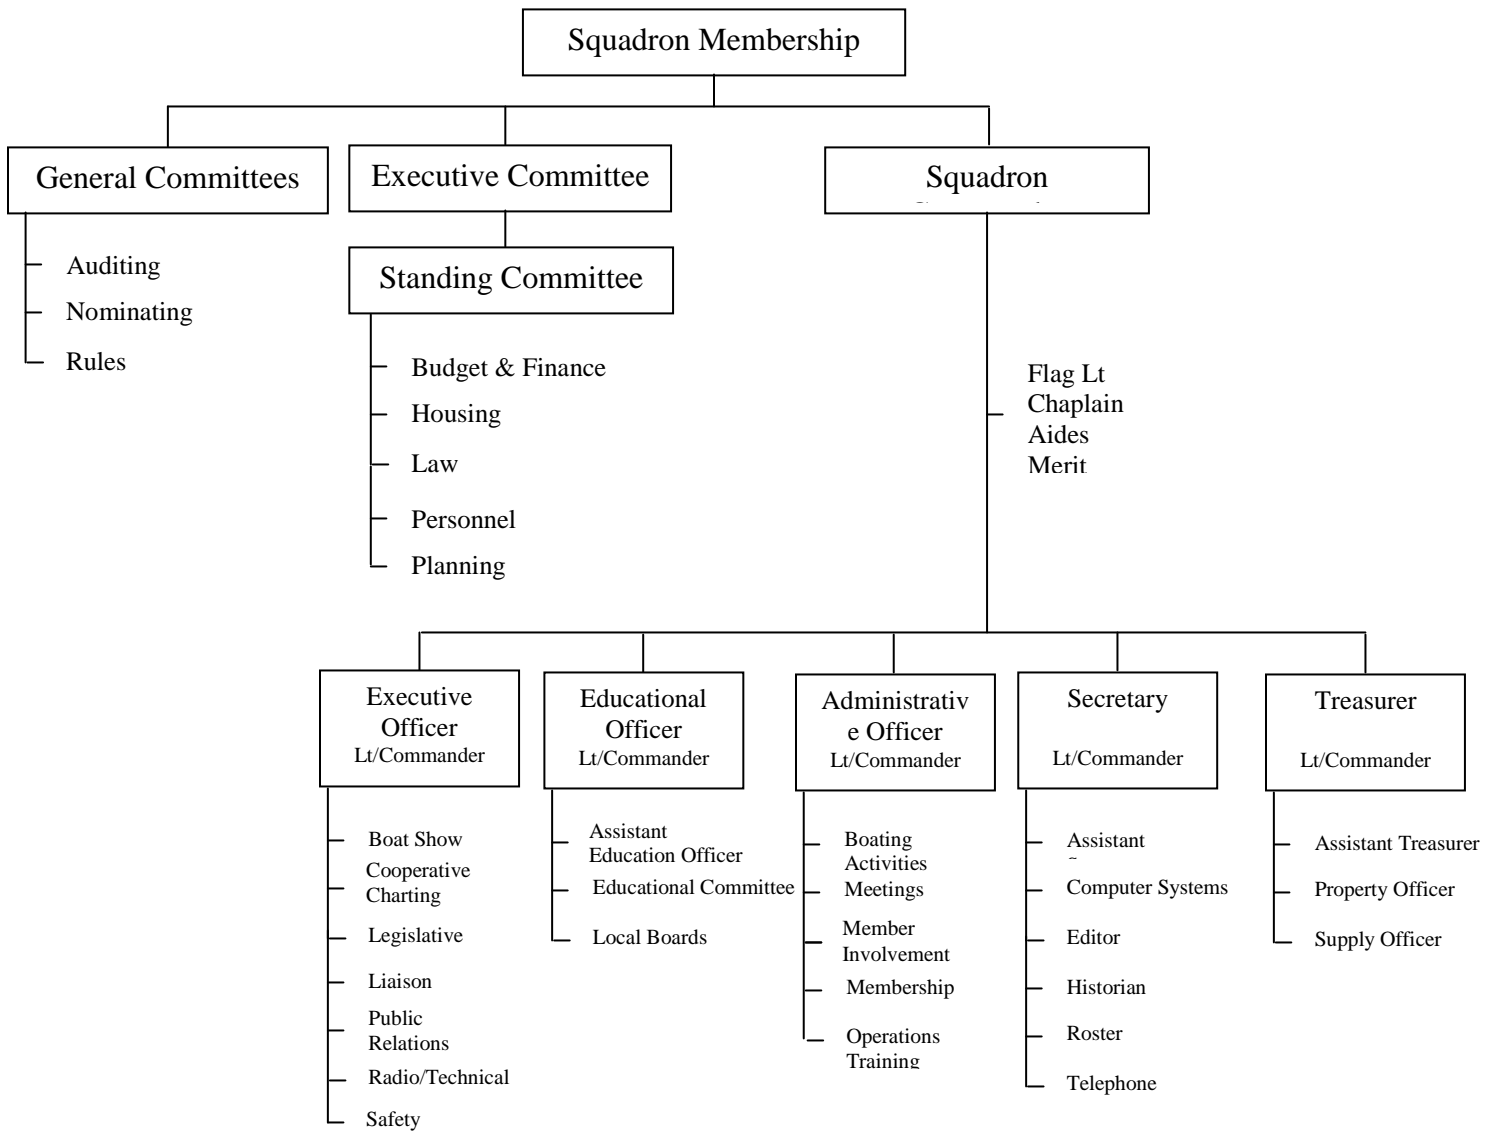 Squadron Membership
General Committees
Executive Committee
Squadron
Auditing
Nominating
Rules
Standing Committee
Budget & Finance
Housing
Law
Personnel
Planning
Flag Lt
Chaplain
Aides
Merit
Executive
Officer
Lt/Commander
Educational
Officer
Lt/Commander
Administrativ
e Officer
Lt/Commander
Secretary
Lt/Commander
Treasurer
Lt/Commander
Boat Show
Cooperative
Charting
Legislative
Liaison
Public
Relations
Radio/Technical
Safety
Assistant
Education Officer
Educational Committee
Local Boards
Boating
Activities
Meetings
Member
Involvement
Membership
Operations
Training
Assistant
Computer Systems
Editor
Historian
Roster
Telephone
Assistant Treasurer
Property Officer
Supply Officer